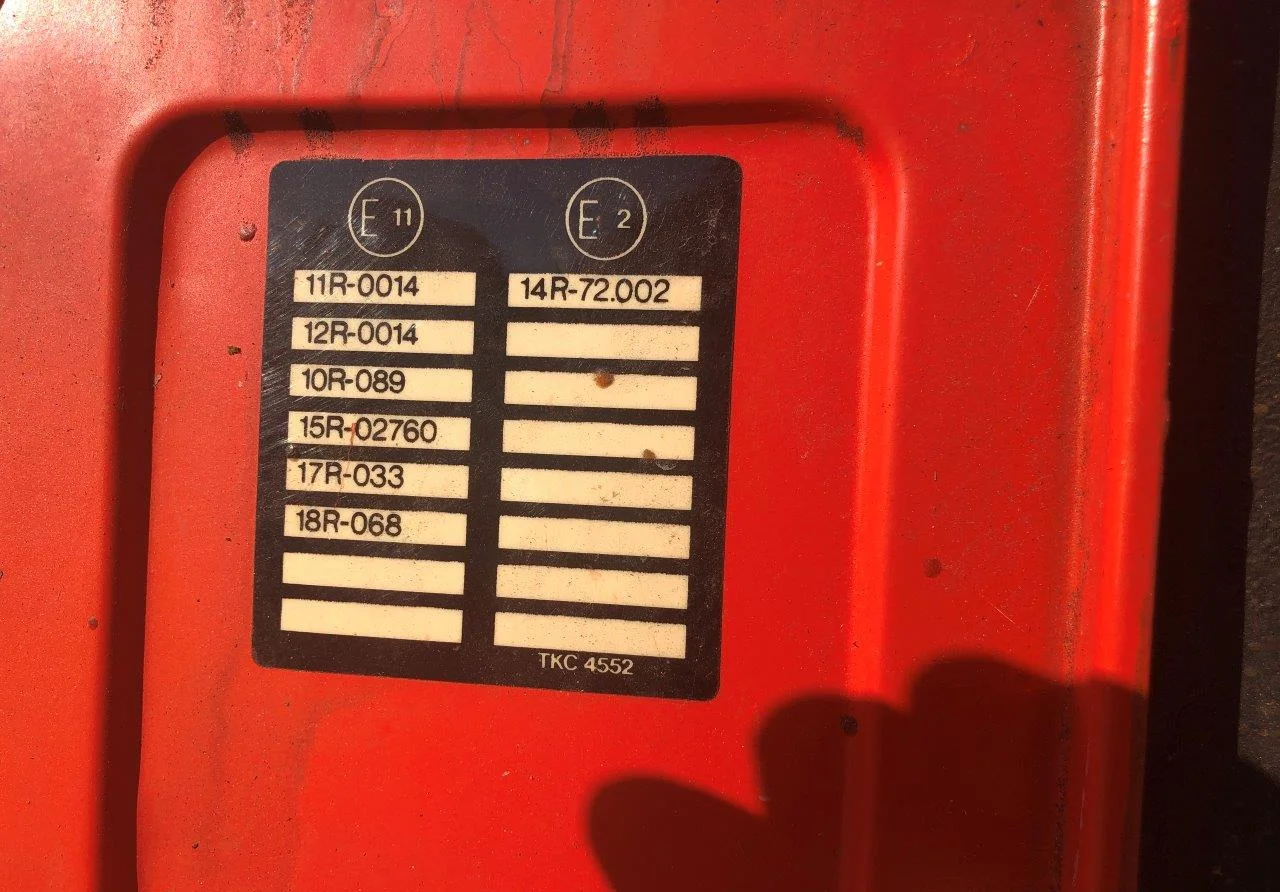 E 11
E 2
11R-0014
14R-72.002
12R-0014
10R-089
15R-02760
17R-033
18R-068
TKC 4552